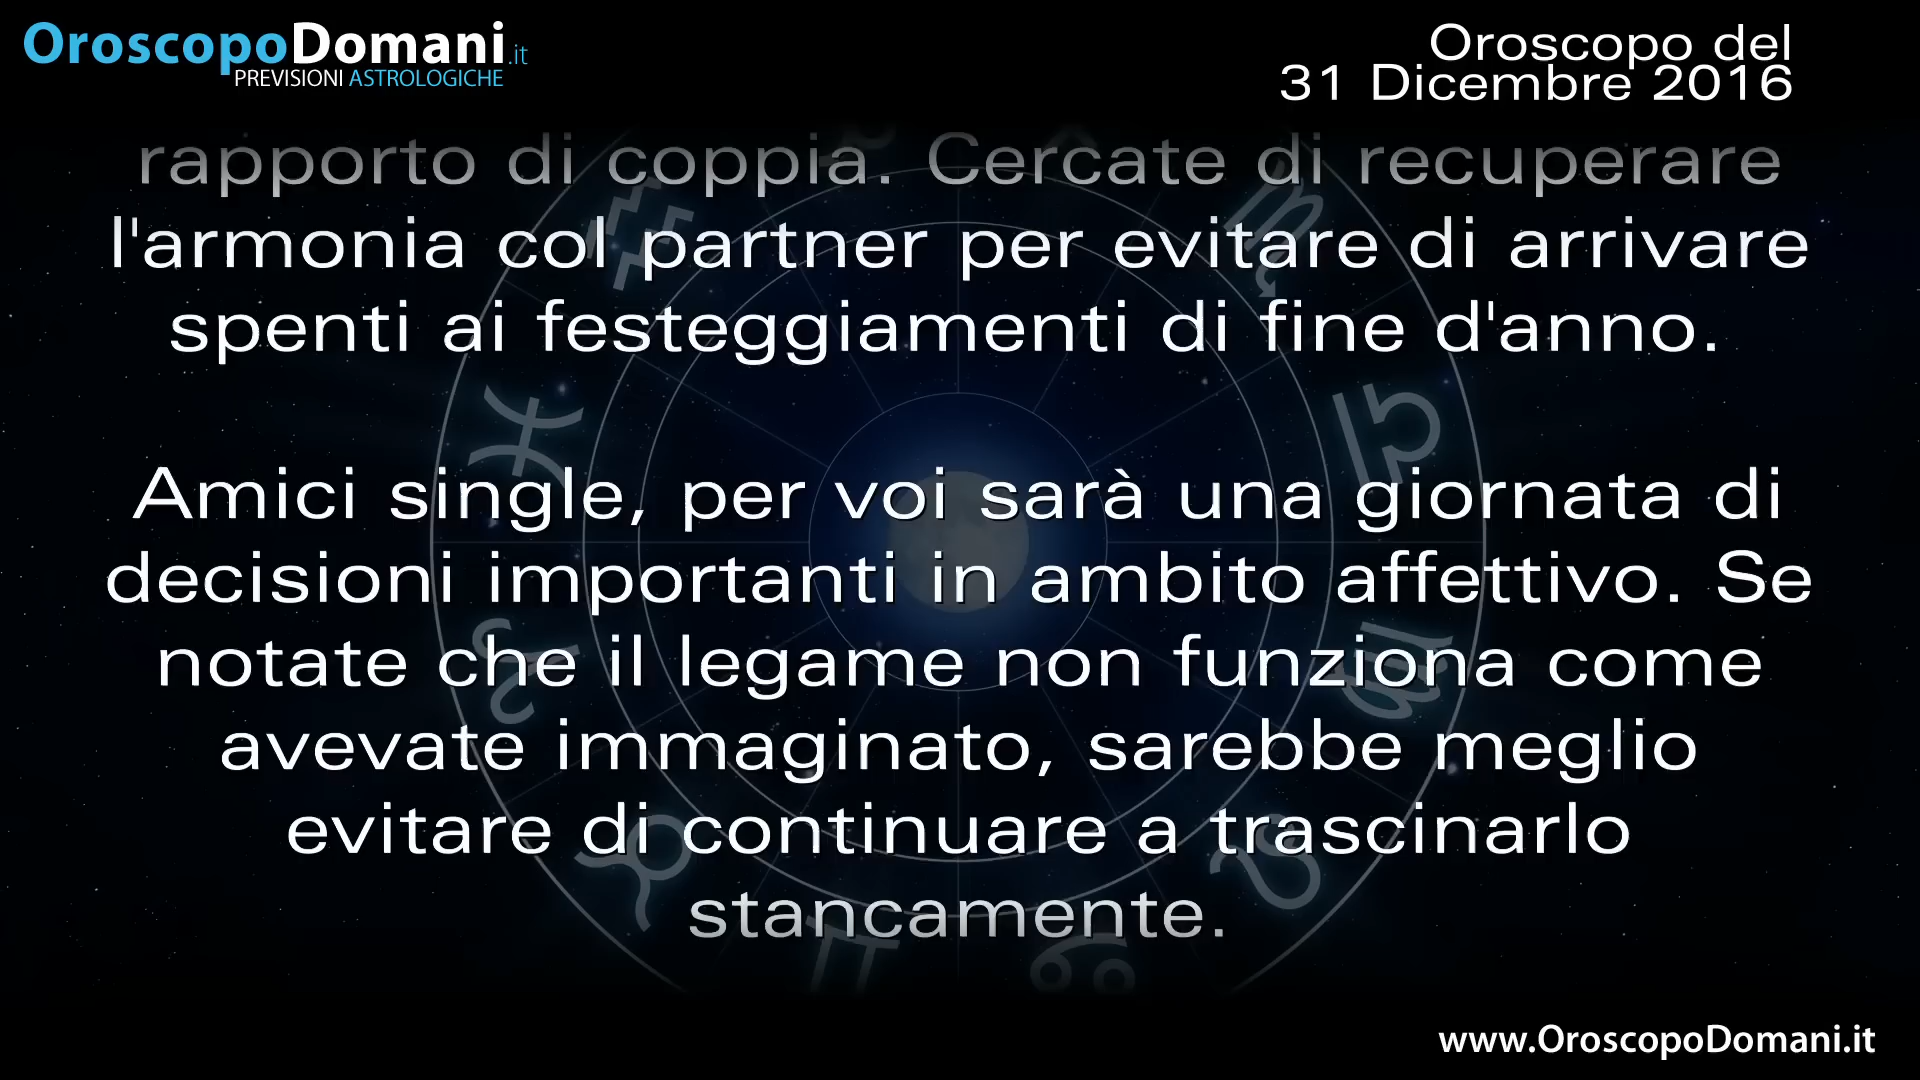 OroscopoDomani.it
PREVISIONI ASTROLOGICHE
Oroscopo del
31 Dicembre 2016
rapporto di coppia. Cercate di recuperare
l'armonia col partner per evitare di arrivare
spenti ai festeggiamenti di fine d'anno.
Amici single, per voi sarà una giornata di
decisioni importanti in ambito affettivo. Se
notate che il legame non funziona come
avevate immaginato, sarebbe meglio
evitare di continuare a trascinarlo
stancamente.
www.OroscopoDomani.it